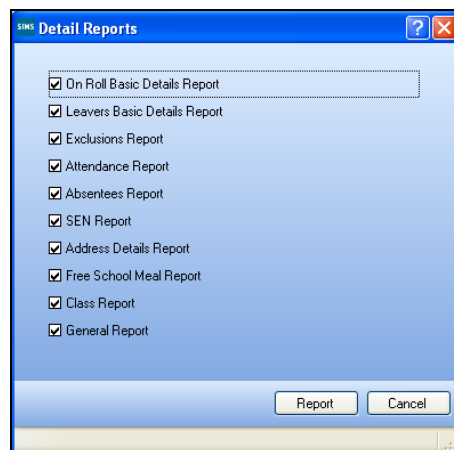 SIMS Detail Reports ? X
On Roll Basic Details Report
Leavers Basic Details Report
Exclusions Report
Attendance Report
Absentees Report
SEN Report
Address Details Report
Free School Meal Report
Class Report
General Report
Report Cancel